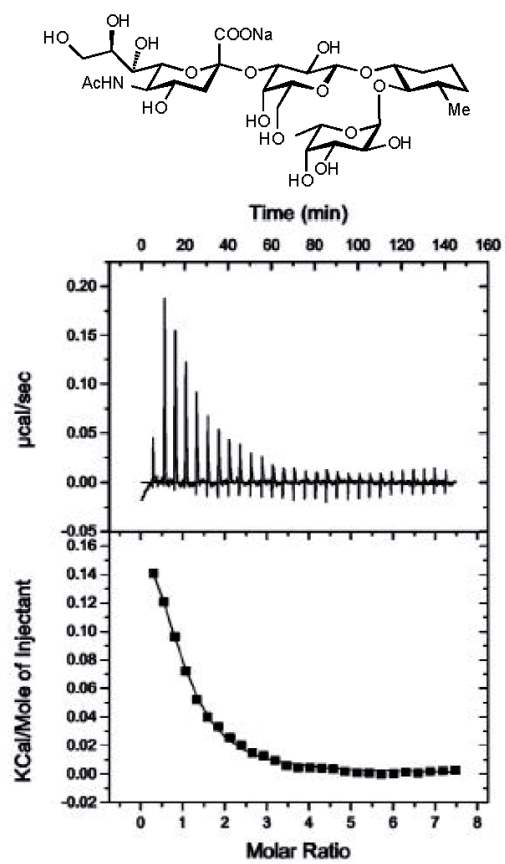 OH
OH
HO
COONa
OH
AcHN
O
O
O
O
HO
O
O
Me
HO
HO
O
OH
HO
OH
Time (min)
0 20 40 60 80 100 120 140 160
0.20
0.15
0.10
0.05
0.00
-0.05
µcal/sec
0.16
0.14
0.12
0.10
0.08
0.06
0.04
0.02
0.00
-0.02
KCal/Mole of Injectant
0 1 2 3 4 5 6 7 8
Molar Ratio